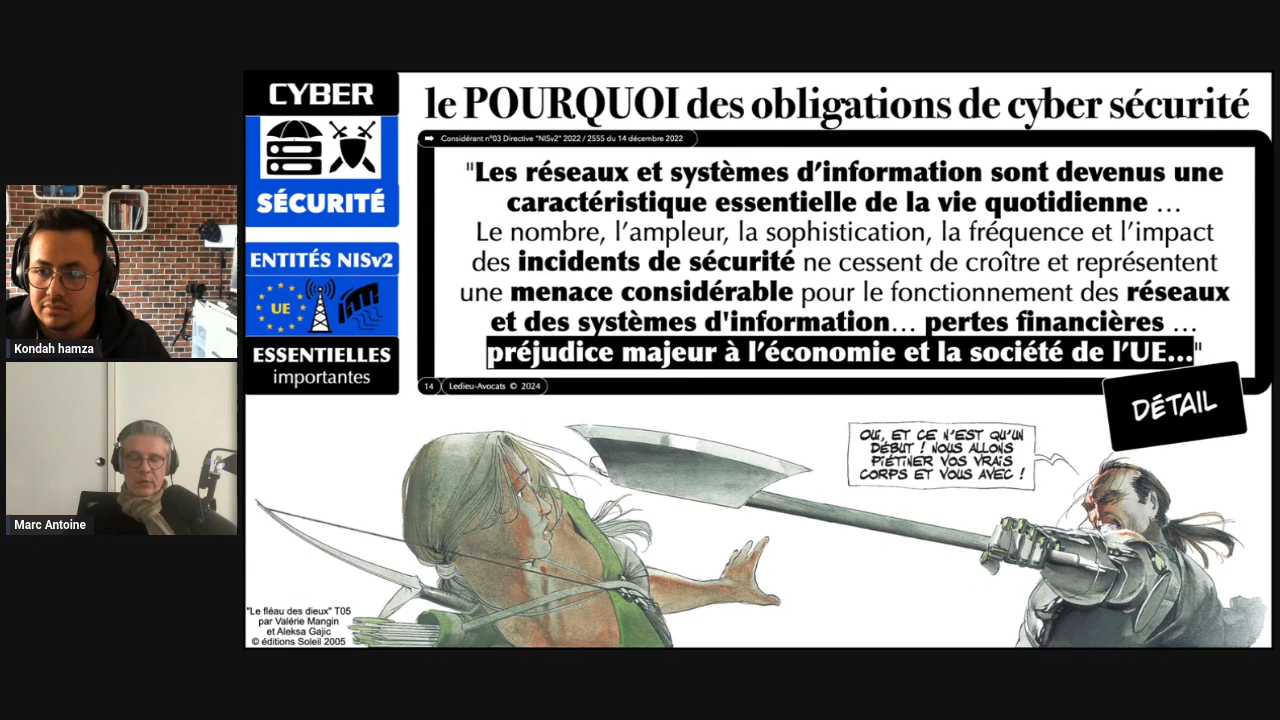 CYBER
SÉCURITÉ
ENTITÉS NISv2
UE
ESSENTIELLES
importantes
le POURQUOI des obligations de cyber sécurité
Considérant n°03 Directive "NISv2" 2022 / 2555 du 14 décembre 2022
"Les réseaux et systèmes d'information sont devenus une
caractéristique essentielle de la vie quotidienne …
Le nombre, l'ampleur, la sophistication, la fréquence et l'impact
des incidents de sécurité ne cessent de croître et représentent
une menace considérable pour le fonctionnement des réseaux
et des systèmes d'information… pertes financières …
préjudice majeur à l'économie et la société de l'UE…"
14
Ledieu-Avocats © 2024
DÉTAIL
OUI, ET CE N'EST QU'UN
DÉBUT ! NOUS ALLONS
PIÉTINER VOS VRAIS
CORPS ET VOUS AVEC !
"Le fléau des dieux" T05
par Valérie Mangin
et Aleksa Gajic
© éditions Soleil 2005
Kondah hamza
Marc Antoine